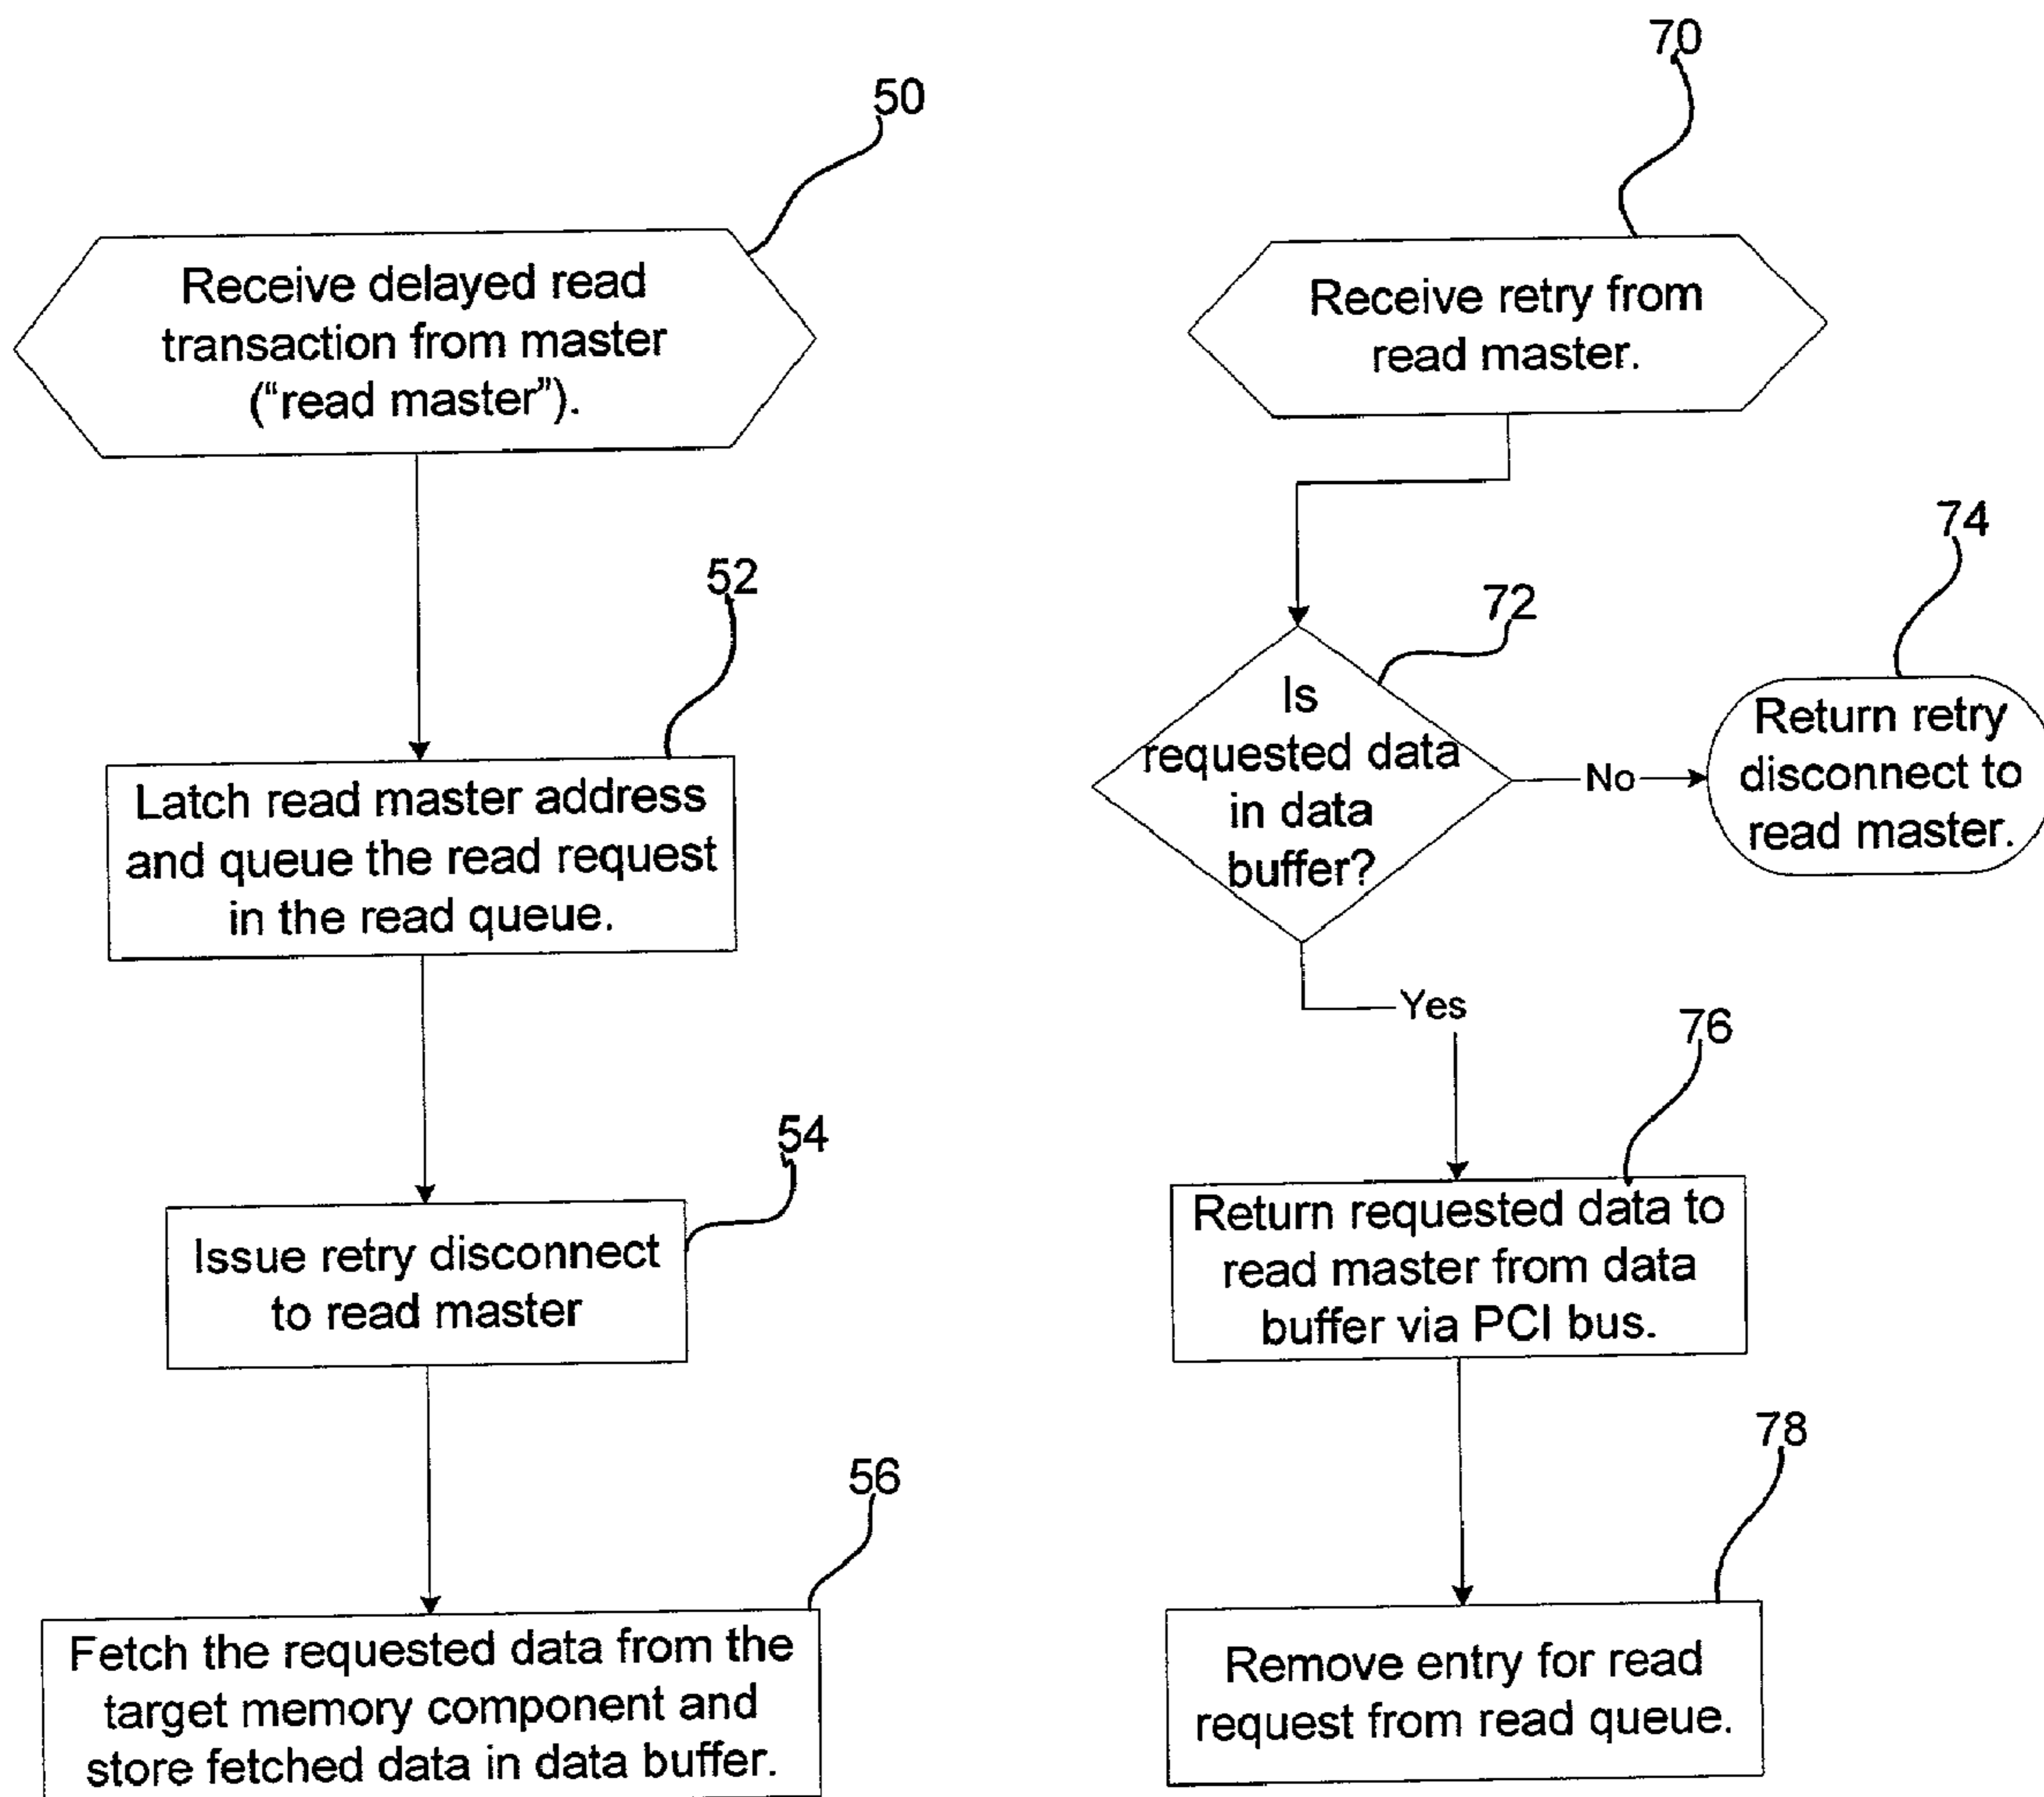 50
Receive delayed read
transaction from master
(“read master”).
52
Latch read master address
and queue the read request
in the read queue.
54
Issue retry disconnect
to read master
56
Fetch the requested data from the
target memory component and
store fetched data in data buffer.
70
Receive retry from
read master.
72
Is
requested data
in data
buffer?
No
74
Return retry
disconnect to
read master.
Yes
76
Return requested data to
read master from data
buffer via PCI bus.
78
Remove entry for read
request from read queue.